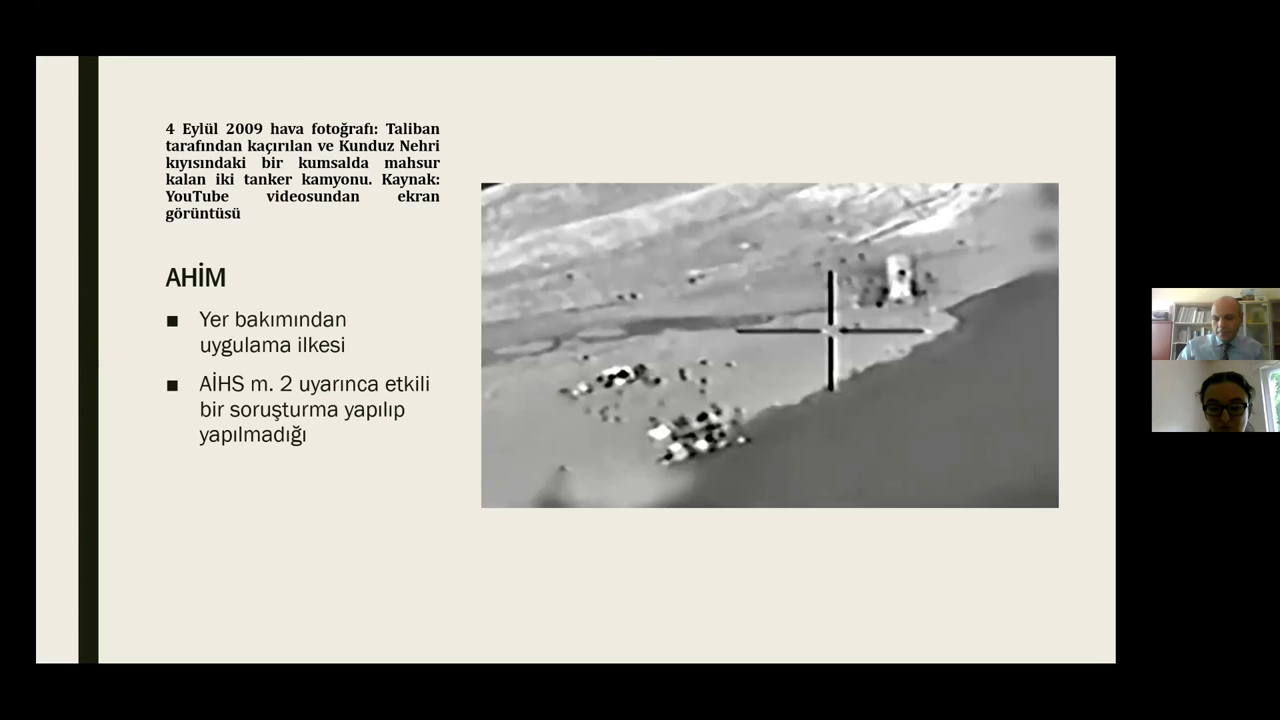 4 Eylül 2009 hava fotoğrafı: Taliban
tarafından kaçırılan ve Kunduz Nehri
kıyısındaki bir kumsalda mahsur
kalan iki tanker kamyonu. Kaynak:
YouTube videosundan ekran
görüntüsü
AHİM
■ Yer bakımından
uygulama ilkesi
■ AİHS m. 2 uyarınca etkili
bir soruşturma yapılıp
yapılmadığı